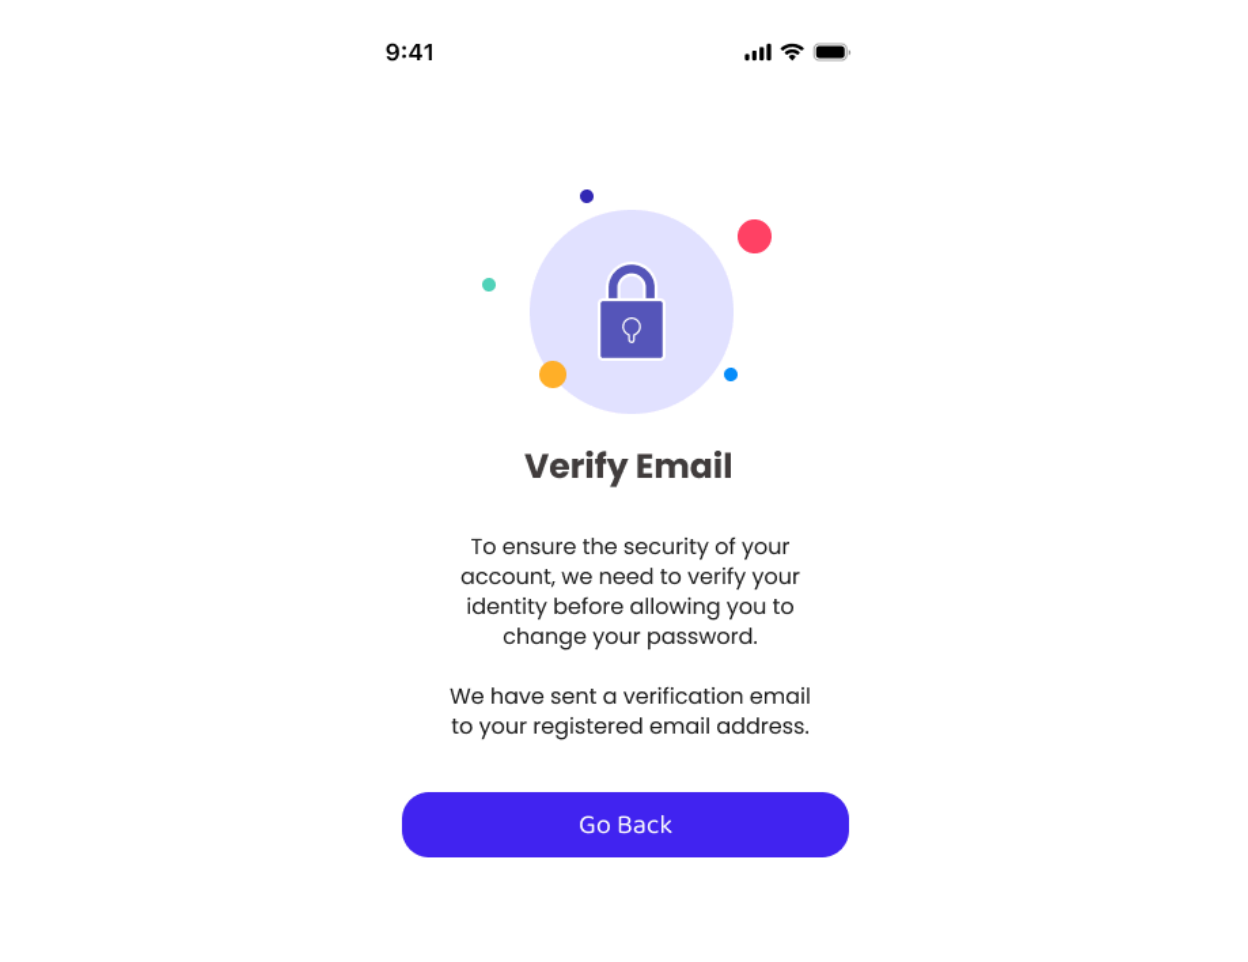 9:41
Verify Email
To ensure the security of your
account, we need to verify your
identity before allowing you to
change your password.
We have sent a verification email
to your registered email address.
Go Back